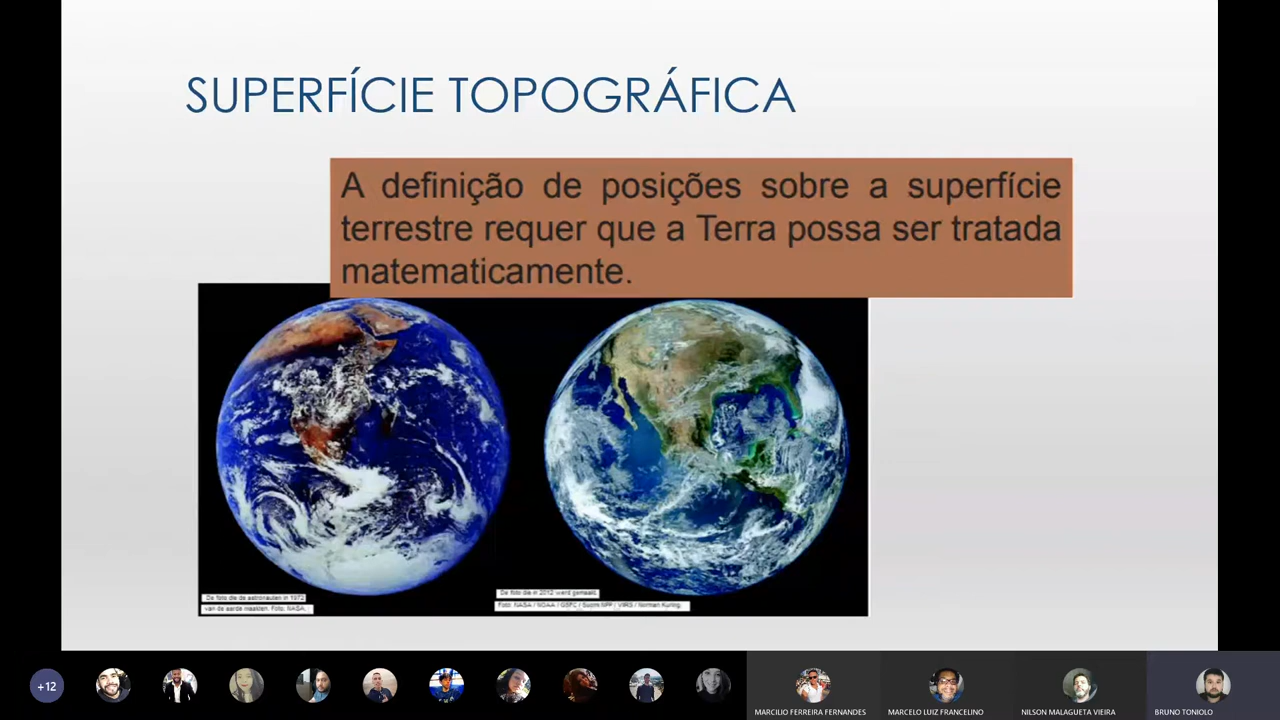 SUPERFÍCIE TOPOGRÁFICA
A definição de posições sobre a superfície
terrestre requer que a Terra possa ser tratada
matematicamente.
De foto die de astronauten in 1972
van de aarde maakten. Foto: NASA.
De foto die in 2012 werd gemaakt.
Foto: NASA / NOAA / GSFC / Suomi NPP / VIIRS / Norman Kuring.
+12
MARCILIO FERREIRA FERNANDES
MARCELO LUIZ FRANCELINO
NILSON MALAGUETA VIEIRA
BRUNO TONIOLO